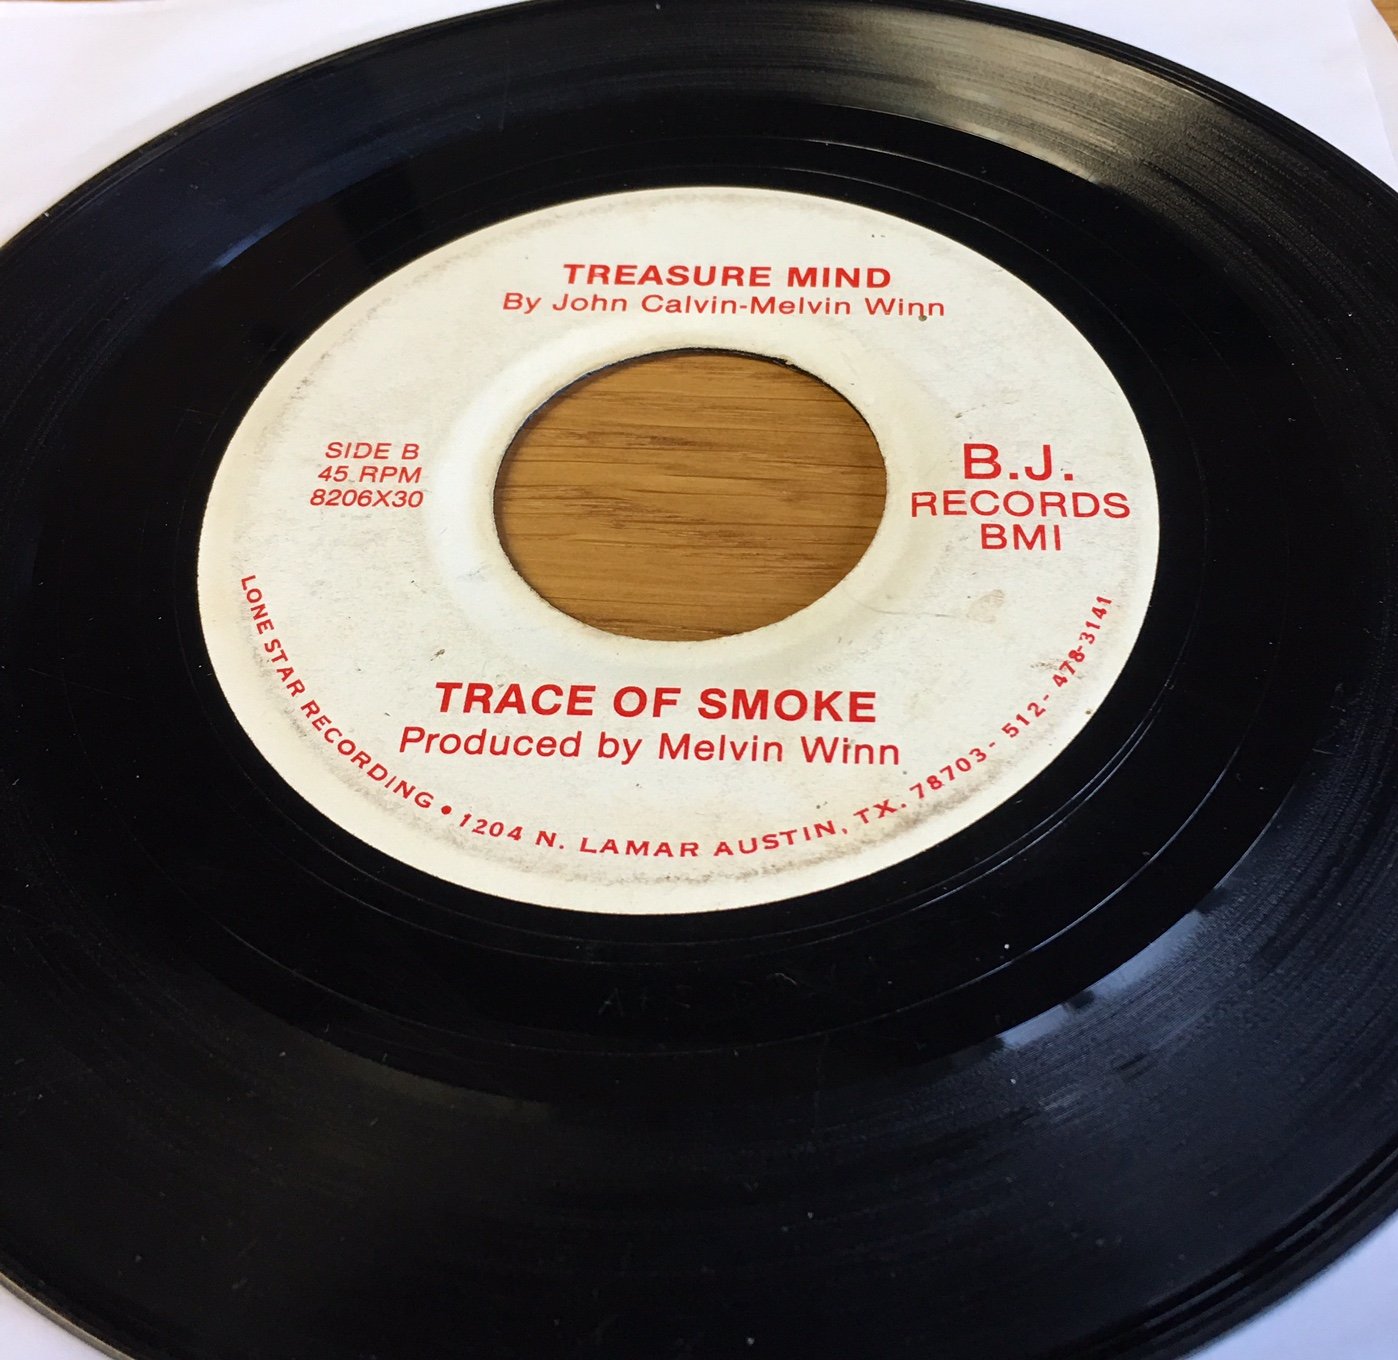 TREASURE MIND
By John Calvin-Melvin Winn
SIDE B
45 RPM
8206X30
B.J.
RECORDS
BMI
TRACE OF SMOKE
Produced by Melvin Winn
LONE STAR RECORDING • 1204 N. LAMAR AUSTIN, TX. 78703 - 512 - 478-3141